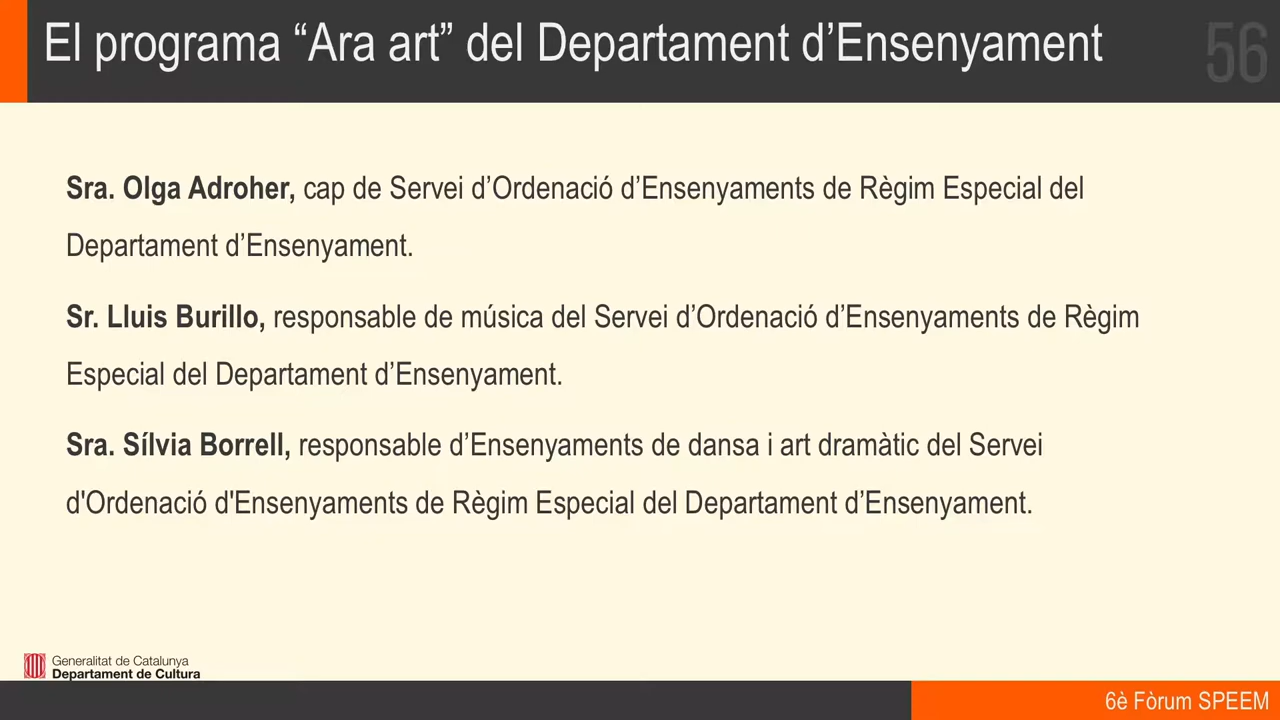 El programa “Ara art” del Departament d’Ensenyament
56
Sra. Olga Adroher, cap de Servei d’Ordenació d’Ensenyaments de Règim Especial del
Departament d’Ensenyament.
Sr. Lluis Burillo, responsable de música del Servei d’Ordenació d’Ensenyaments de Règim
Especial del Departament d’Ensenyament.
Sra. Sílvia Borrell, responsable d’Ensenyaments de dansa i art dramàtic del Servei
d'Ordenació d'Ensenyaments de Règim Especial del Departament d’Ensenyament.
Generalitat de Catalunya
Departament de Cultura
6è Fòrum SPEEM